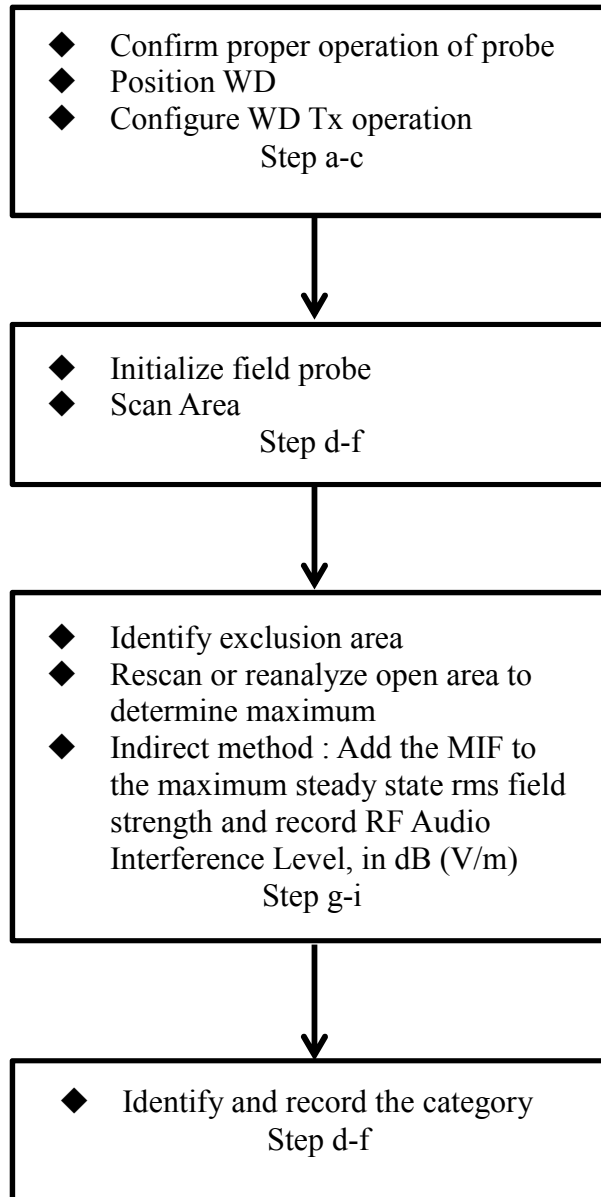 ◆ Confirm proper operation of probe
◆ Position WD
◆ Configure WD Tx operation
Step a-c
◆ Initialize field probe
◆ Scan Area
Step d-f
◆ Identify exclusion area
◆ Rescan or reanalyze open area to
determine maximum
◆ Indirect method : Add the MIF to
the maximum steady state rms field
strength and record RF Audio
Interference Level, in dB (V/m)
Step g-i
◆ Identify and record the category
Step d-f